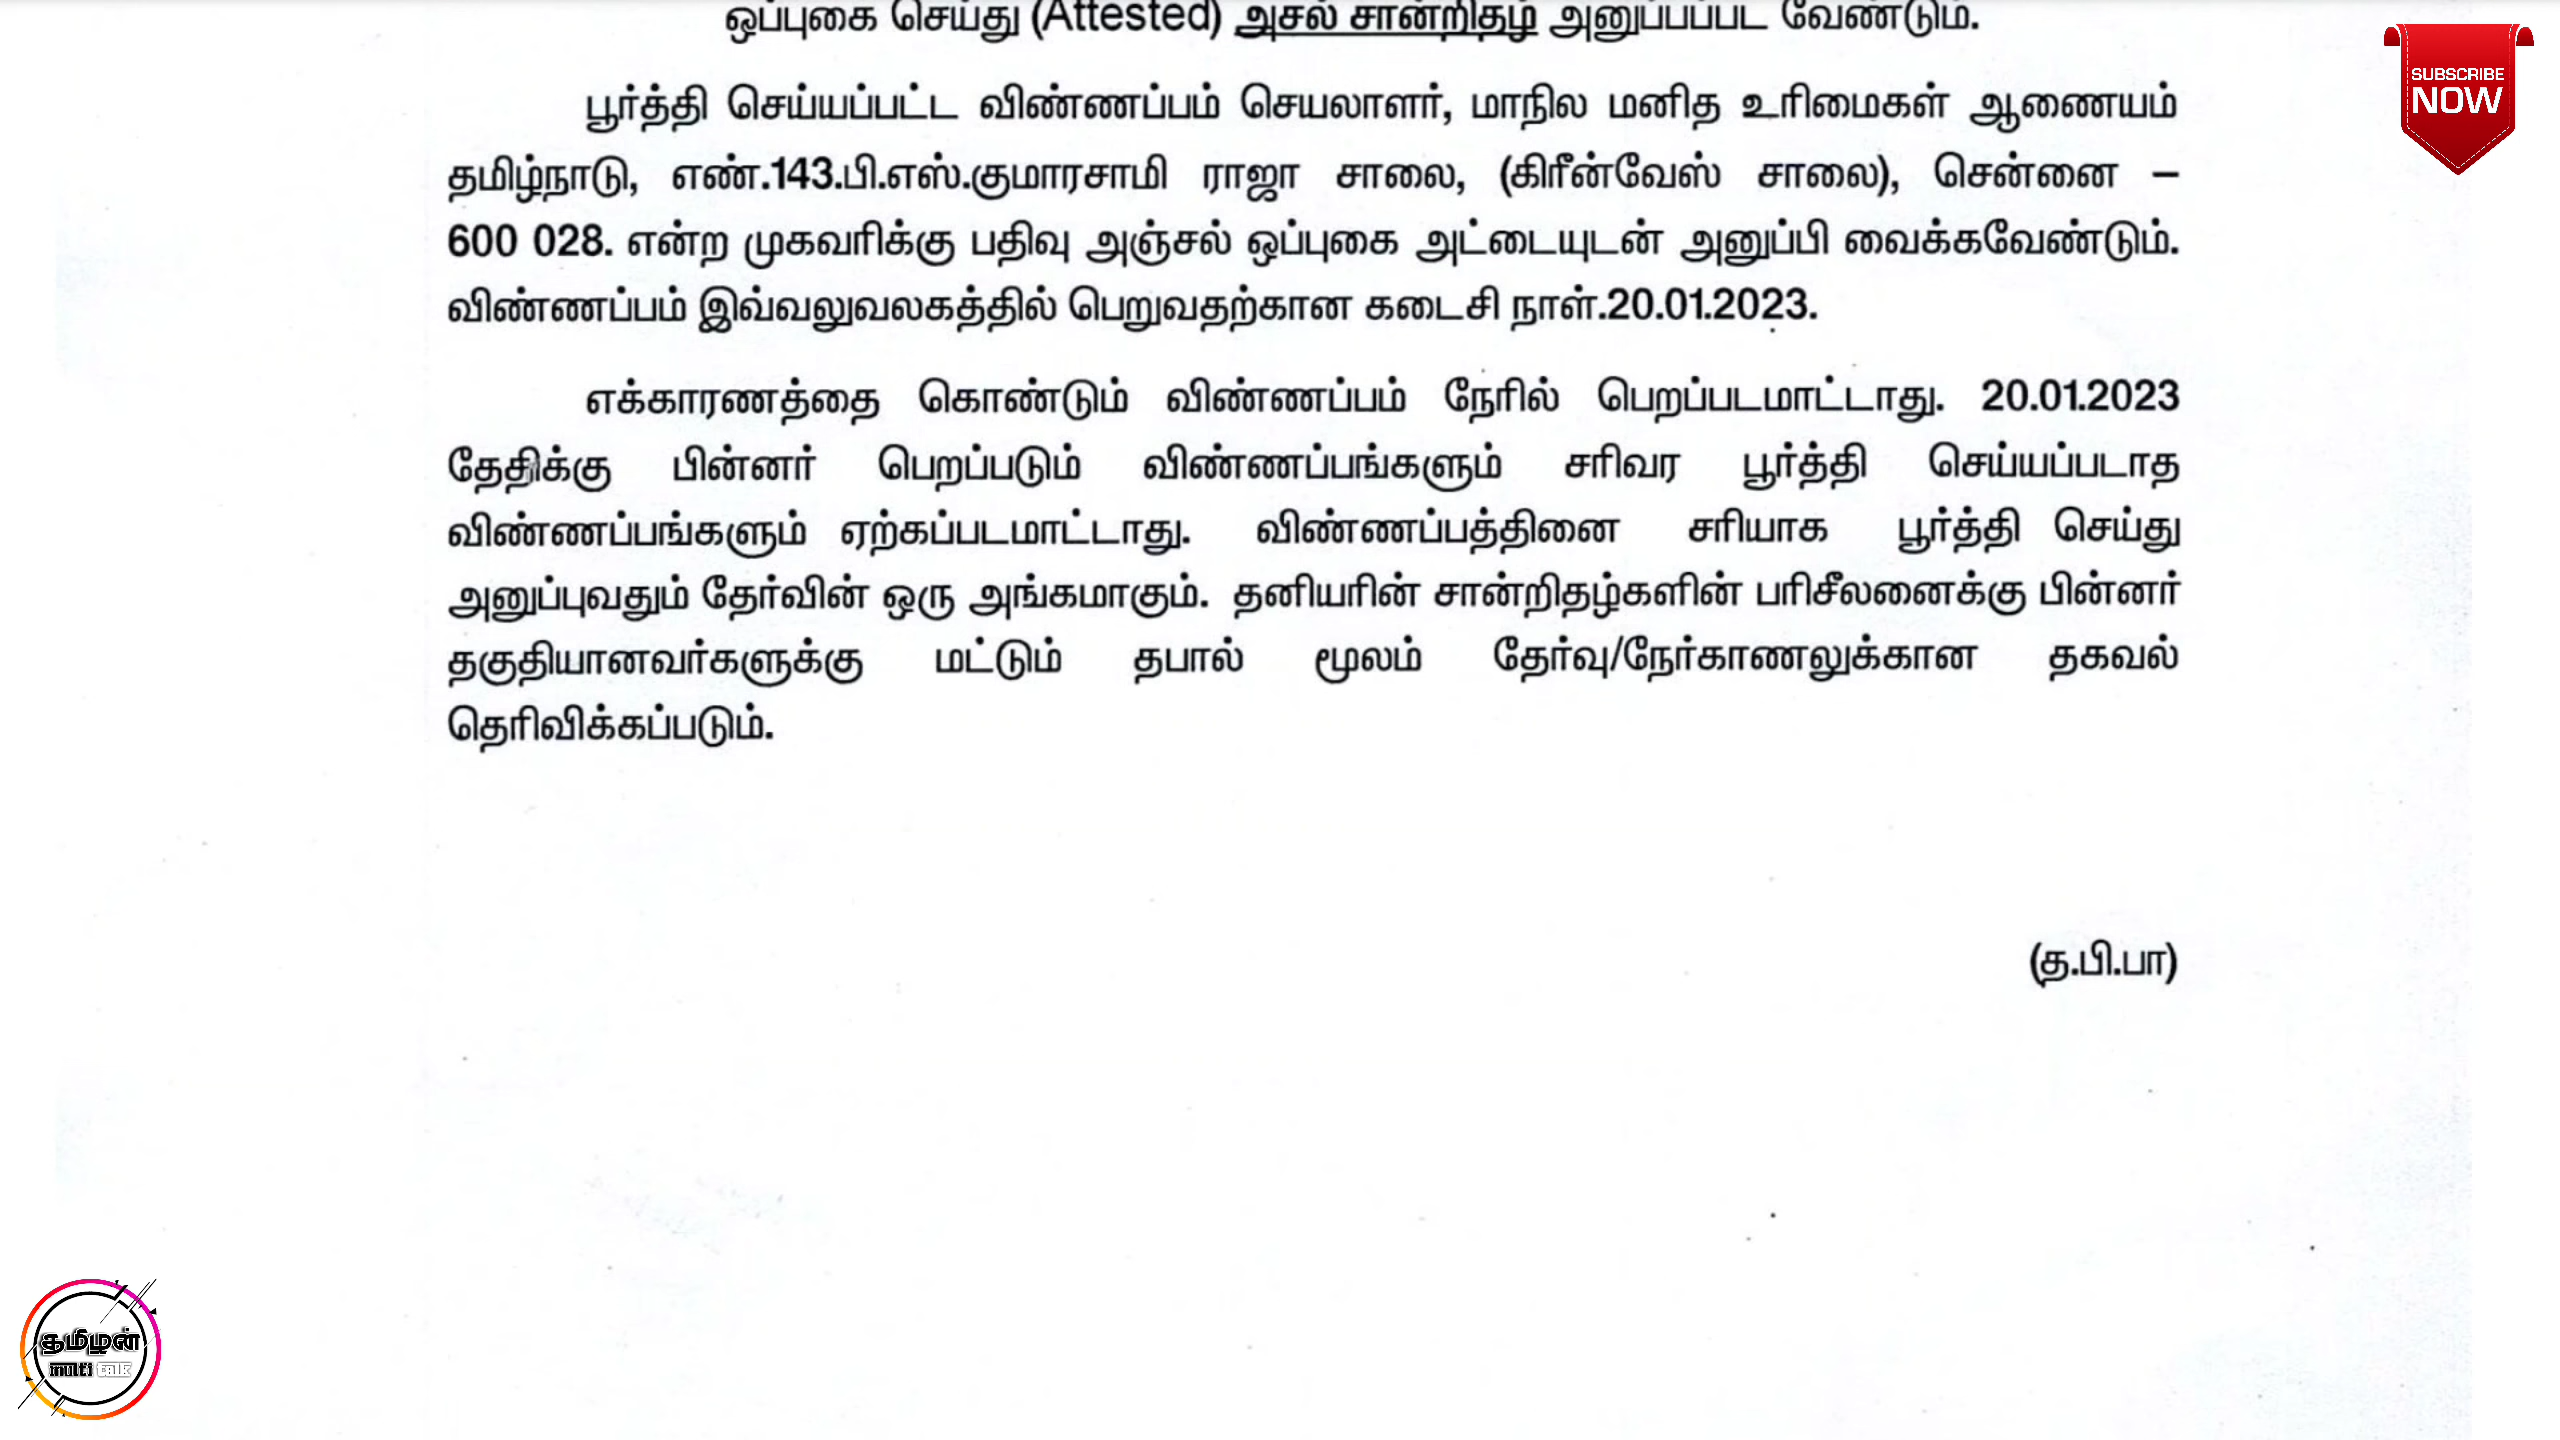 ஒப்புகை செய்து (Attested) அசல் சான்றிதழ் அனுப்பப்பட வேண்டும்.
SUBSCRIBE
NOW
பூர்த்தி செய்யப்பட்ட விண்ணப்பம் செயலாளர், மாநில மனித உரிமைகள் ஆணையம்
தமிழ்நாடு, எண்.143.பி.எஸ்.குமாரசாமி ராஜா சாலை, (கிரீன்வேஸ் சாலை), சென்னை –
600 028. என்ற முகவரிக்கு பதிவு அஞ்சல் ஒப்புகை அட்டையுடன் அனுப்பி வைக்கவேண்டும்.
விண்ணப்பம் இவ்வலுவலகத்தில் பெறுவதற்கான கடைசி நாள்.20.01.2023.
எக்காரணத்தை கொண்டும் விண்ணப்பம் நேரில் பெறப்படமாட்டாது. 20.01.2023
தேதிக்கு பின்னர் பெறப்படும் விண்ணப்பங்களும் சரிவர பூர்த்தி செய்யப்படாத
விண்ணப்பங்களும் ஏற்கப்படமாட்டாது. விண்ணப்பத்தினை சரியாக பூர்த்தி செய்து
அனுப்புவதும் தேர்வின் ஒரு அங்கமாகும். தனியரின் சான்றிதழ்களின் பரிசீலனைக்கு பின்னர்
தகுதியானவர்களுக்கு மட்டும் தபால் மூலம் தேர்வு/நேர்காணலுக்கான தகவல்
தெரிவிக்கப்படும்.
(த.பி.பா)
தமிழன்
multi talk